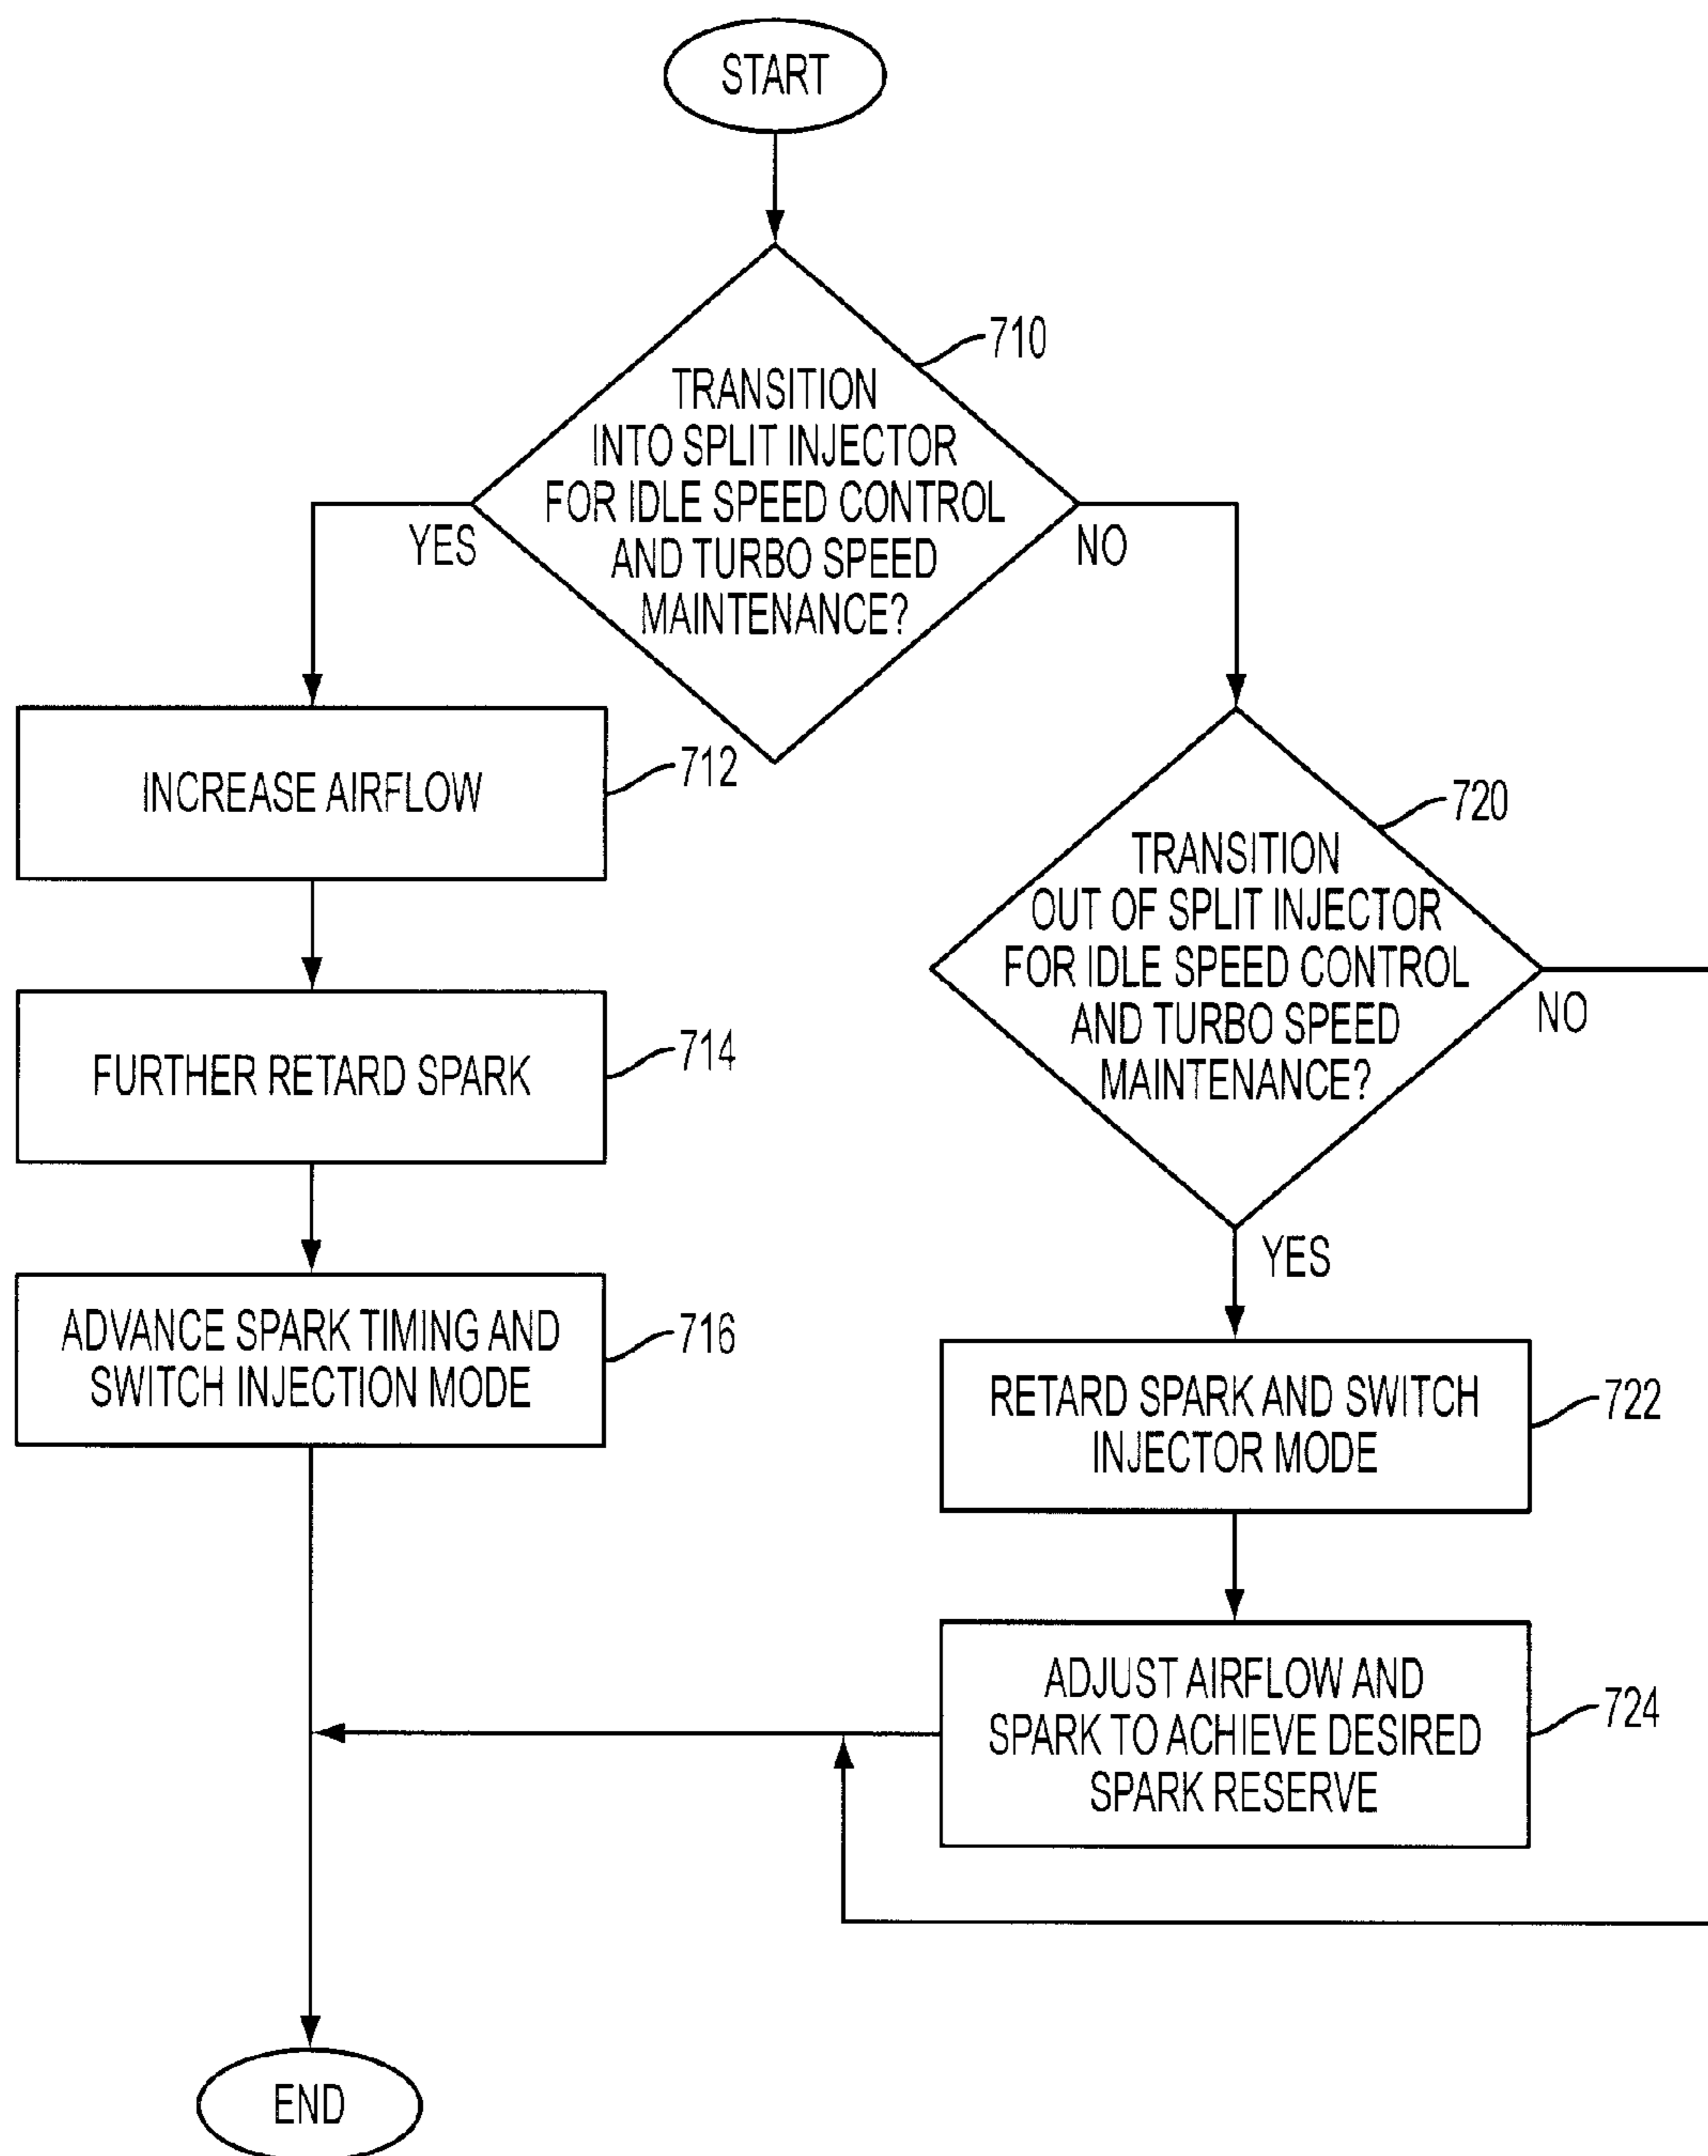 START
710
TRANSITION
INTO SPLIT INJECTOR
FOR IDLE SPEED CONTROL
AND TURBO SPEED
MAINTENANCE?
YES
NO
712
INCREASE AIRFLOW
720
TRANSITION
OUT OF SPLIT INJECTOR
FOR IDLE SPEED CONTROL
AND TURBO SPEED
MAINTENANCE?
NO
714
FURTHER RETARD SPARK
YES
716
ADVANCE SPARK TIMING AND
SWITCH INJECTION MODE
722
RETARD SPARK AND SWITCH
INJECTOR MODE
724
ADJUST AIRFLOW AND
SPARK TO ACHIEVE DESIRED
SPARK RESERVE
END